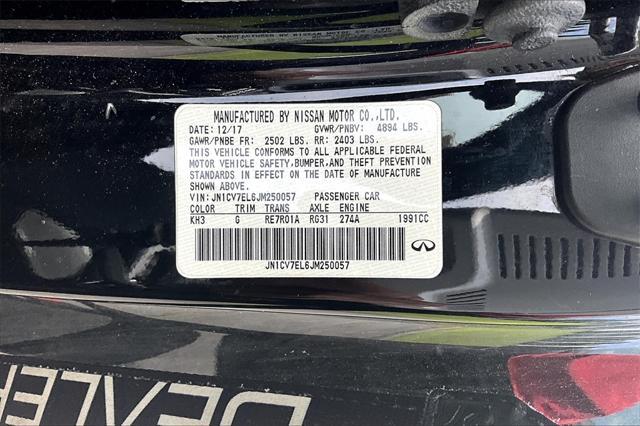 MANUFACTURED BY NISSAN MOTOR CO.,LTD.
DATE: 12/17 GVWR/PNBV: 4894 LBS.
GAWR/PNBE FR: 2502 LBS. RR: 2403 LBS.
THIS VEHICLE CONFORMS TO ALL APPLICABLE FEDERAL
MOTOR VEHICLE SAFETY, BUMPER,AND THEFT PREVENTION
STANDARDS IN EFFECT ON THE DATE OF MANUFACTURE
SHOWN ABOVE.
VIN:JN1CV7EL6JM250057 PASSENGER CAR
COLOR TRIM TRANS AXLE ENGINE
KH3 G RE7R01A RG31 274A 1991CC
JN1CV7EL6JM250057
DEALER